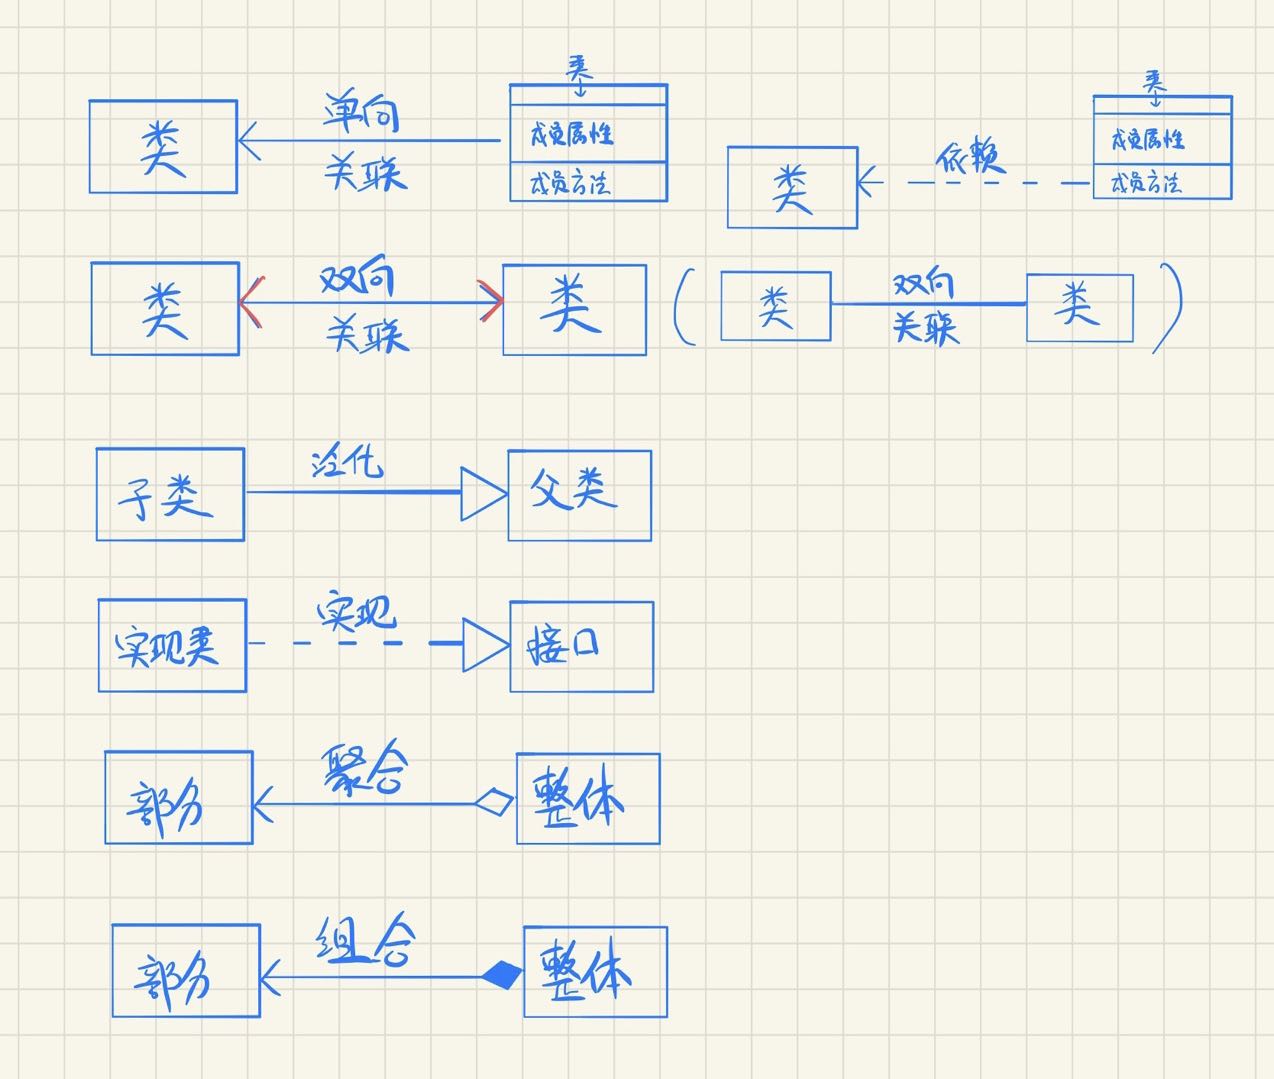 类
单向
关联
类
成员属性
成员方法
类
依赖
类
成员属性
成员方法
类
双向
关联
类
(
类
双向
关联
类
)
子类
泛化
父类
实现类
实现
接口
部分
聚合
整体
部分
组合
整体